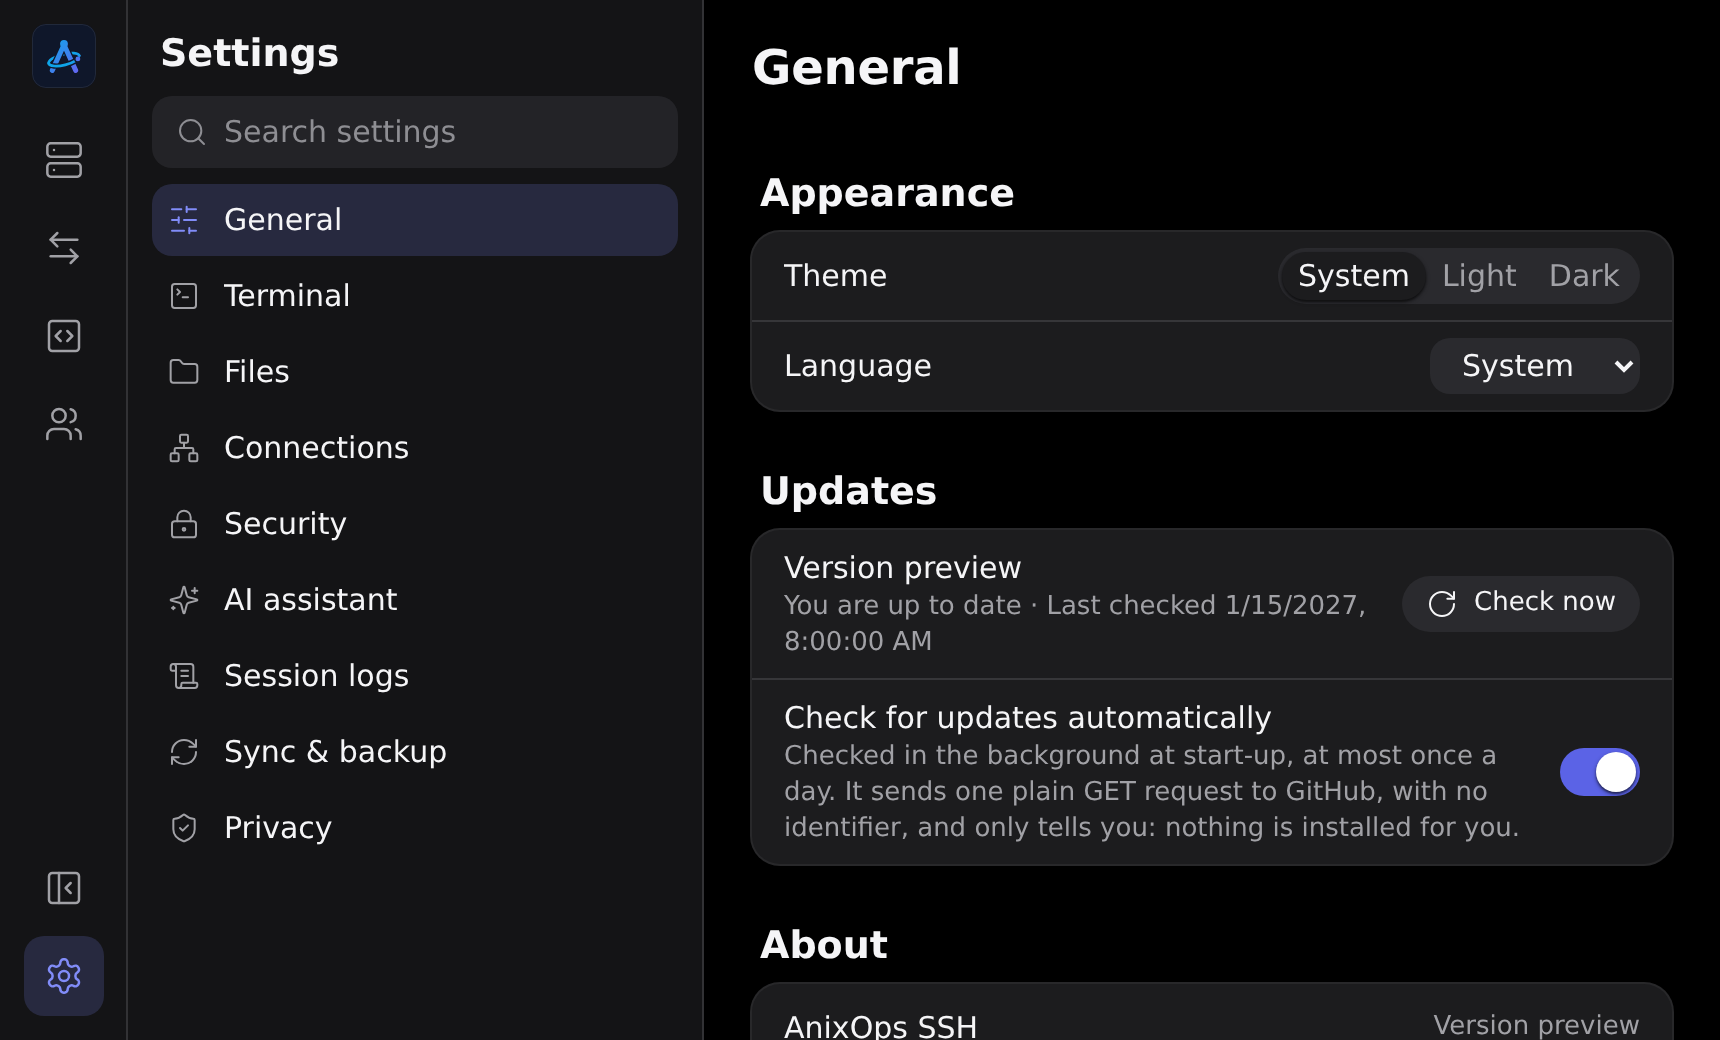 Settings
Search settings
General
Terminal
Files
Connections
Security
AI assistant
Session logs
Sync & backup
Privacy
General
Appearance
Theme
System Light Dark
Language
System
Updates
Version preview
You are up to date · Last checked 1/15/2027,
8:00:00 AM
Check now
Check for updates automatically
Checked in the background at start-up, at most once a
day. It sends one plain GET request to GitHub, with no
identifier, and only tells you: nothing is installed for you.
About
AnixOps SSH
Version preview